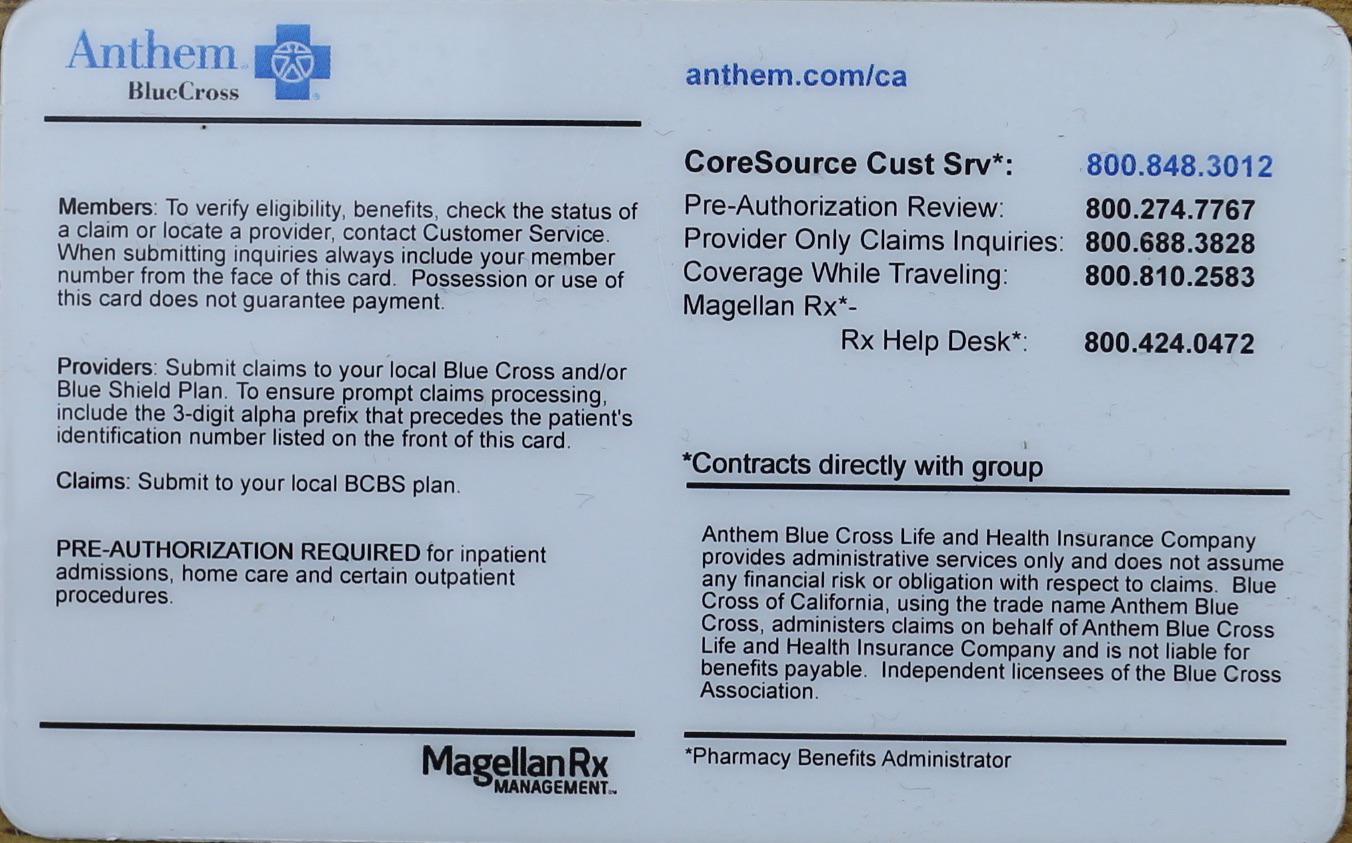 Anthem
BlueCross
Members: To verify eligibility, benefits, check the status of
a claim or locate a provider, contact Customer Service.
When submitting inquiries always include your member
number from the face of this card. Possession or use of
this card does not guarantee payment.
Providers: Submit claims to your local Blue Cross and/or
Blue Shield Plan. To ensure prompt claims processing,
include the 3-digit alpha prefix that precedes the patient's
identification number listed on the front of this card.
Claims: Submit to your local BCBS plan.
PRE-AUTHORIZATION REQUIRED for inpatient
admissions, home care and certain outpatient
procedures.
MagellanRx
MANAGEMENT
anthem.com/ca
CoreSource Cust Srv*: 800.848.3012
Pre-Authorization Review: 800.274.7767
Provider Only Claims Inquiries: 800.688.3828
Coverage While Traveling: 800.810.2583
Magellan Rx*-
Rx Help Desk*: 800.424.0472
*Contracts directly with group
Anthem Blue Cross Life and Health Insurance Company
provides administrative services only and does not assume
any financial risk or obligation with respect to claims. Blue
Cross of California, using the trade name Anthem Blue
Cross, administers claims on behalf of Anthem Blue Cross
Life and Health Insurance Company and is not liable for
benefits payable. Independent licensees of the Blue Cross
Association.
*Pharmacy Benefits Administrator